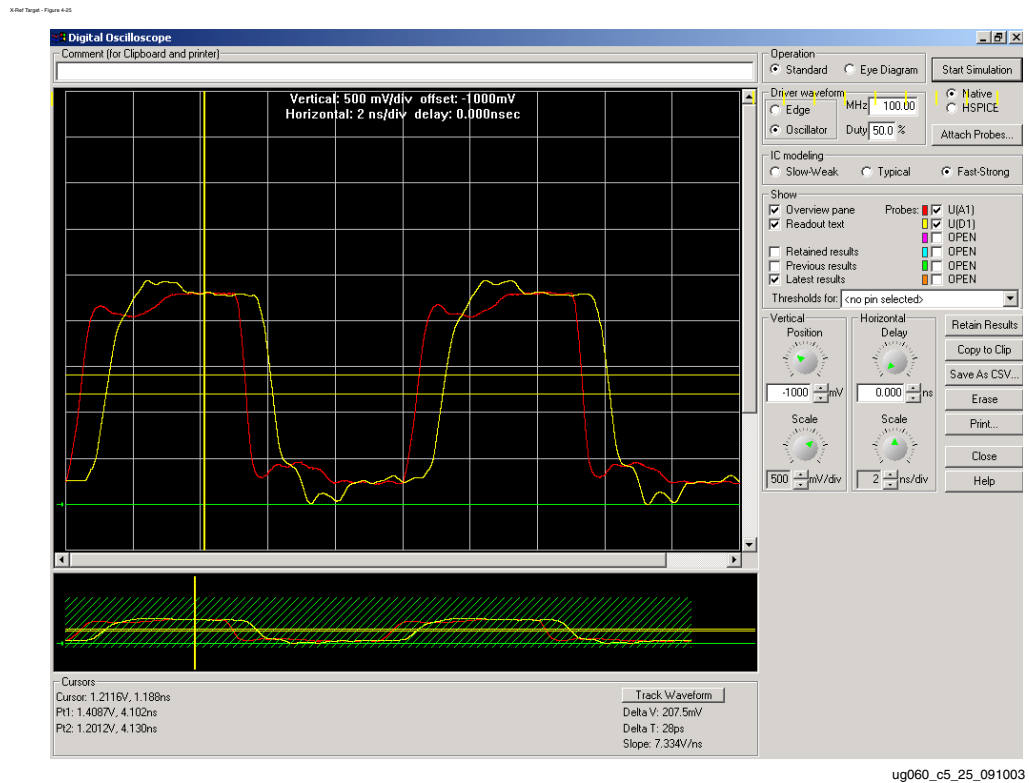 X-Ref Target - Figure 4-25
Digital Oscilloscope
Comment (for Clipboard and printer)
Vertical: 500 mV/div offset: -1000mV
Horizontal: 2 ns/div delay: 0.000nsec
Operation
Standard Eye Diagram
Start Simulation
Driver waveform
Edge
Oscillator
MHz 100.00
Duty 50.0 %
Native
HSPICE
Attach Probes...
IC modeling
Slow-Weak Typical Fast-Strong
Show
Overview pane Probes: U(A1)
Readout text U(D1)
OPEN
Retained results OPEN
Previous results OPEN
Latest results OPEN
Thresholds for: <no pin selected>
Vertical
Position
-1000 mV
Scale
500 mV/div
Horizontal
Delay
0.000 ns
Scale
2 ns/div
Retain Results
Copy to Clip
Save As CSV...
Erase
Print...
Close
Help
Cursors
Cursor: 1.2116V, 1.188ns
Pt1: 1.4087V, 4.102ns
Pt2: 1.2012V, 4.130ns
Track Waveform
Delta V: 207.5mV
Delta T: 28ps
Slope: 7.334V/ns
ug060_c5_25_091003